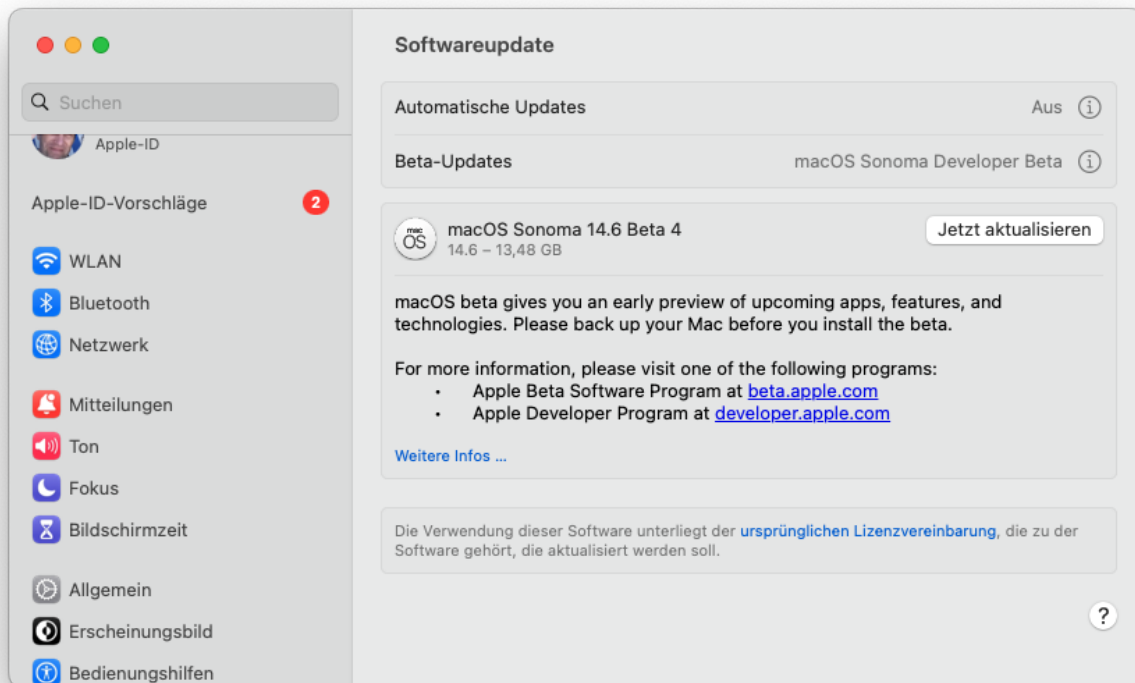 Softwareupdate
Suchen
Apple-ID
Apple-ID-Vorschläge 2
WLAN
Bluetooth
Netzwerk
Mitteilungen
Ton
Fokus
Bildschirmzeit
Allgemein
Erscheinungsbild
Bedienungshilfen
Automatische Updates Aus
Beta-Updates macOS Sonoma Developer Beta
mac
OS
macOS Sonoma 14.6 Beta 4
14.6 – 13,48 GB
Jetzt aktualisieren
macOS beta gives you an early preview of upcoming apps, features, and
technologies. Please back up your Mac before you install the beta.
For more information, please visit one of the following programs:
• Apple Beta Software Program at beta.apple.com
• Apple Developer Program at developer.apple.com
Weitere Infos ...
Die Verwendung dieser Software unterliegt der ursprünglichen Lizenzvereinbarung, die zu der
Software gehört, die aktualisiert werden soll.
?